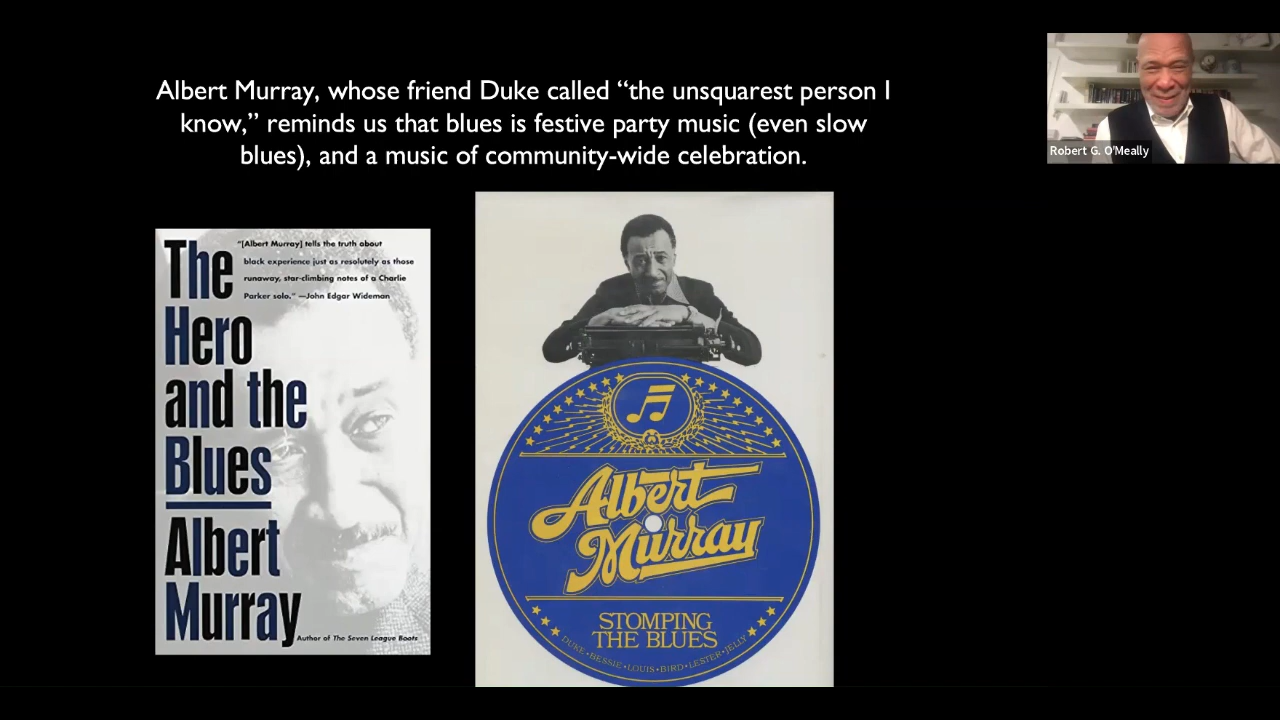 Albert Murray, whose friend Duke called “the unsquarest person I
know,” reminds us that blues is festive party music (even slow
blues), and a music of community-wide celebration.
Robert G. O'Meally
The
Hero
and the
Blues
Albert
Murray
“[Albert Murray] tells the truth about
black experience just as resolutely as those
runaway, star-climbing notes of a Charlie
Parker solo.” —John Edgar Wideman
Author of The Seven League Boots
Albert
Murray
STOMPING
THE BLUES
DUKE • BESSIE • LOUIS • BIRD • LESTER • JELLY